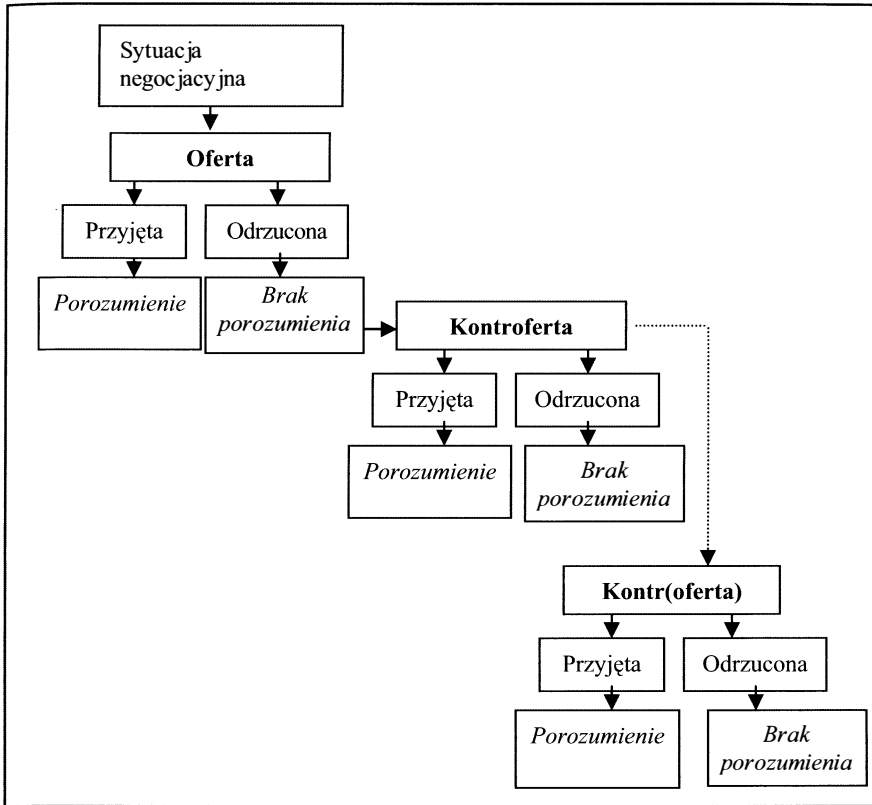 Sytuacja
negocjacyjna
Oferta
Przyjęta
Odrzucona
Porozumienie
Brak
porozumienia
Kontroferta
Przyjęta
Odrzucona
Porozumienie
Brak
porozumienia
Kontr(oferta)
Przyjęta
Odrzucona
Porozumienie
Brak
porozumienia